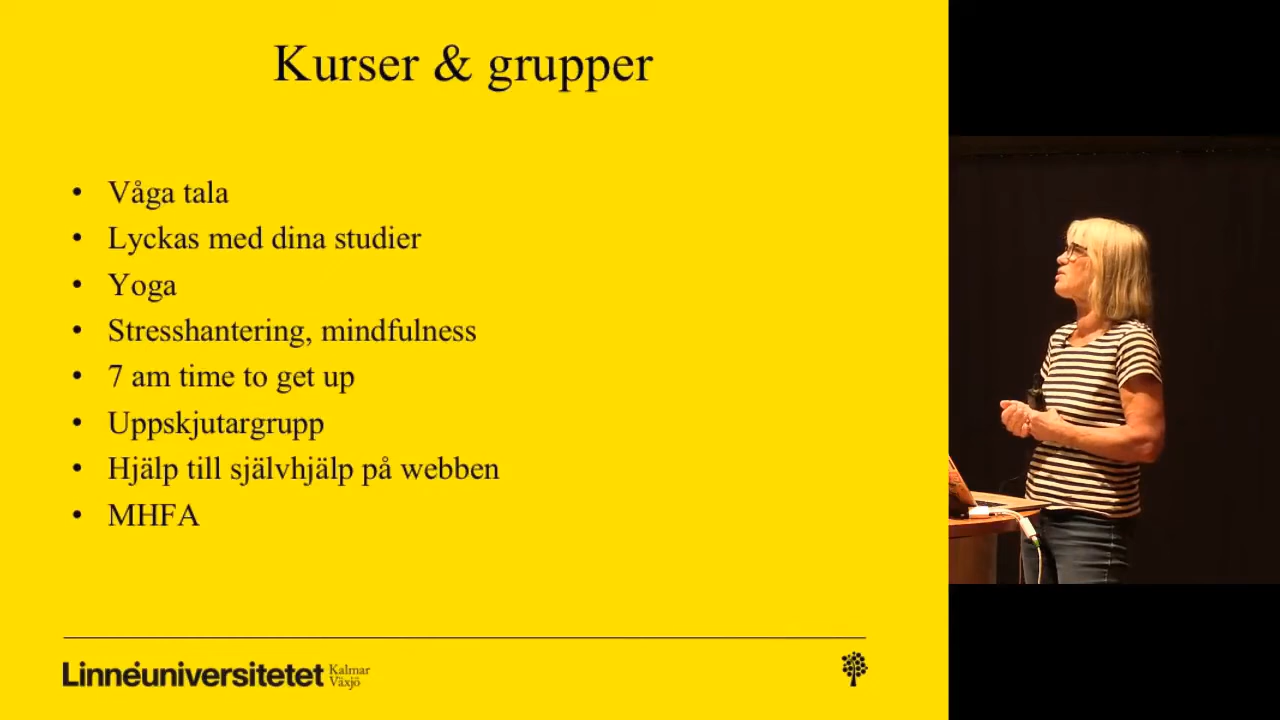 Kurser & grupper
• Våga tala
• Lyckas med dina studier
• Yoga
• Stresshantering, mindfulness
• 7 am time to get up
• Uppskjutargrupp
• Hjälp till självhjälp på webben
• MHFA
Linnéuniversitetet Kalmar Växjö